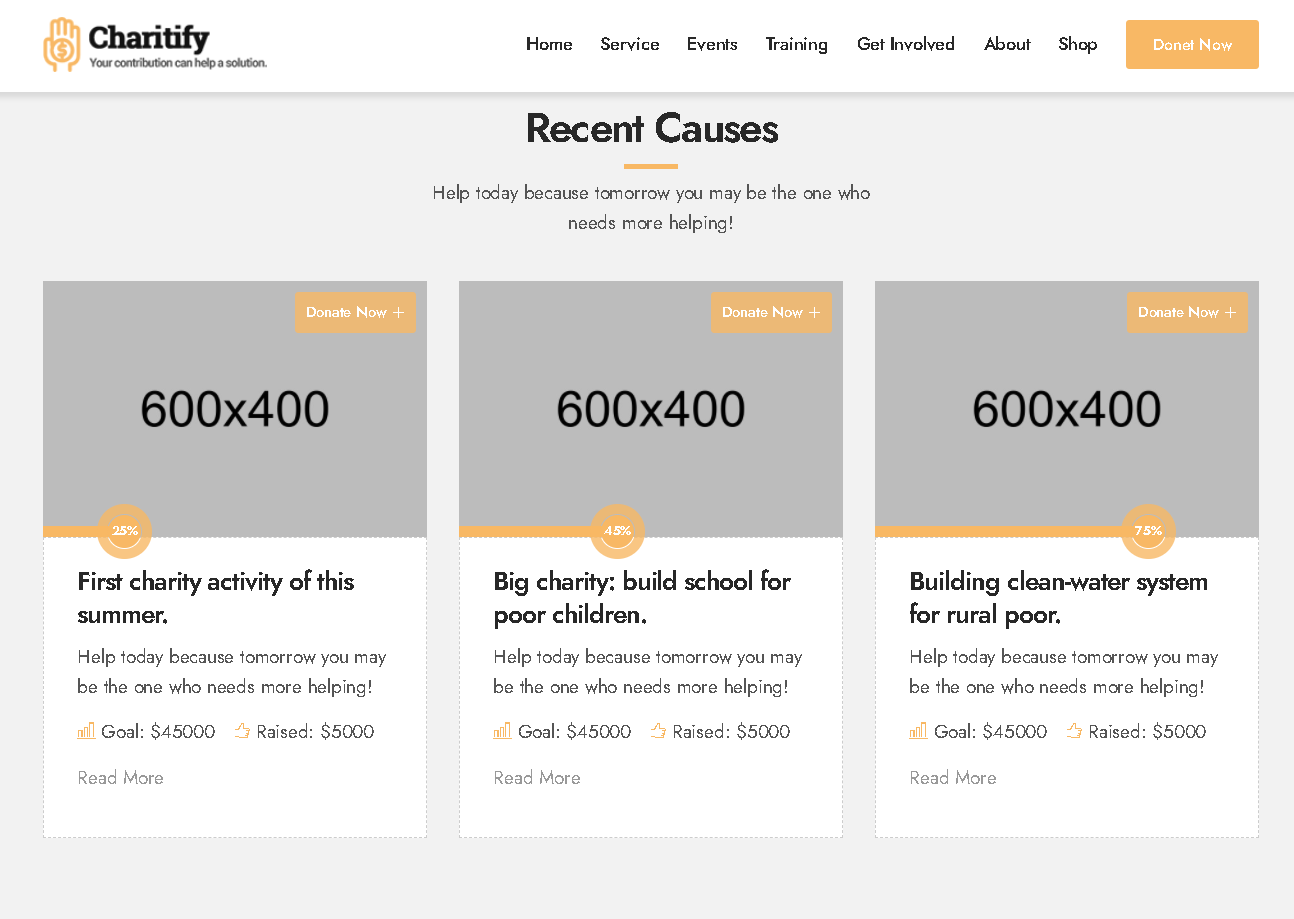 Charitify
Your contribution can help a solution.
Home Service Events Training Get Involved About Shop Donet Now
Recent Causes
Help today because tomorrow you may be the one who
needs more helping!
Donate Now +
600x400
25%
First charity activity of this
summer.
Help today because tomorrow you may
be the one who needs more helping!
Goal: $45000 Raised: $5000
Read More
Donate Now +
600x400
45%
Big charity: build school for
poor children.
Help today because tomorrow you may
be the one who needs more helping!
Goal: $45000 Raised: $5000
Read More
Donate Now +
600x400
75%
Building clean-water system
for rural poor.
Help today because tomorrow you may
be the one who needs more helping!
Goal: $45000 Raised: $5000
Read More